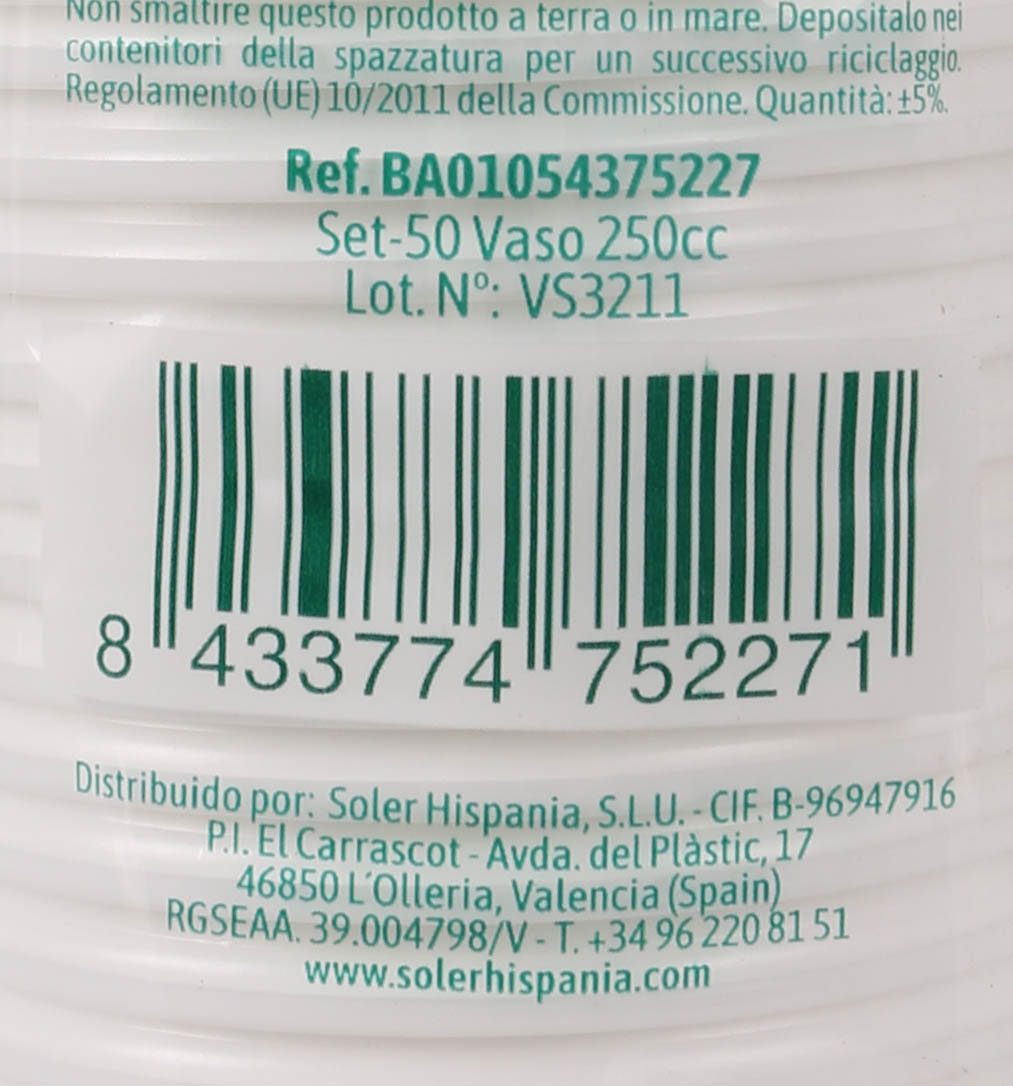 Non smaltire questo prodotto a terra o in mare. Depositalo nei
contenitori della spazzatura per un successivo riciclaggio.
Regolamento (UE) 10/2011 della Commissione. Quantità: ±5%.
Ref. BA01054375227
Set-50 Vaso 250cc
Lot. Nº: VS3211
8 433774 752271
Distribuido por: Soler Hispania, S.L.U. - CIF. B-96947916
P.I. El Carrascot - Avda. del Plàstic, 17
46850 L´Olleria, Valencia (Spain)
RGSEAA. 39.004798/V - T. +34 96 220 81 51
www.solerhispania.com